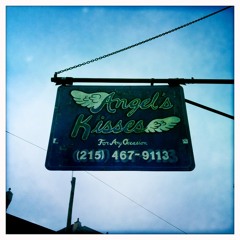 Angel's
Kisses
For Any Occasion
(215) 467-9113